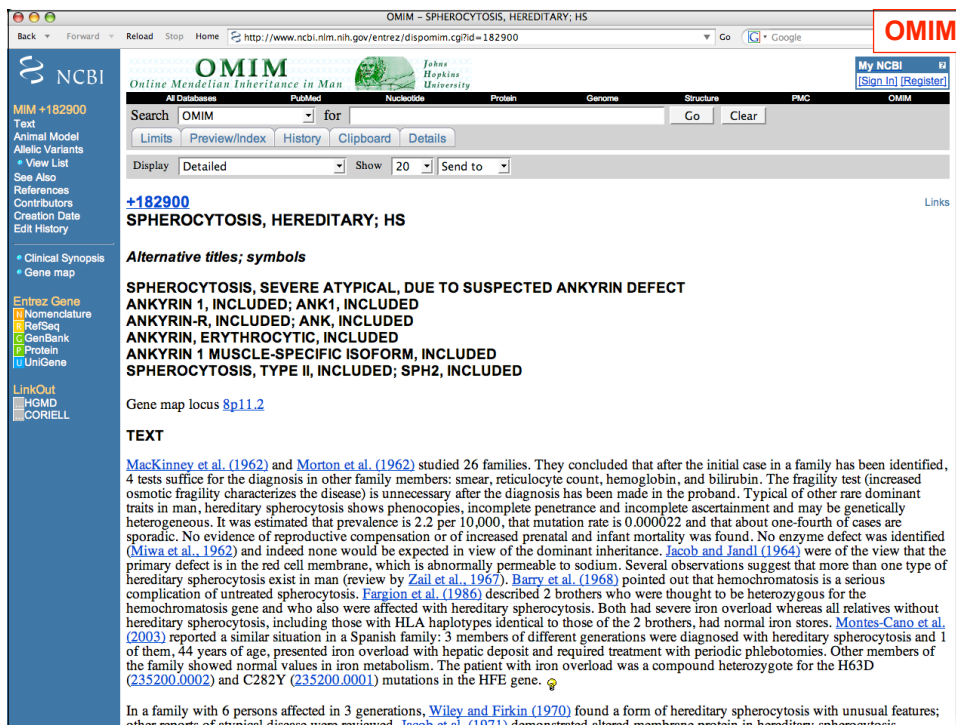 OMIM – SPHEROCYTOSIS, HEREDITARY; HS
OMIM
Back Forward Reload Stop Home http://www.ncbi.nlm.nih.gov/entrez/dispomim.cgi?id=182900 Go Google
NCBI
OMIM
Online Mendelian Inheritance in Man
Johns
Hopkins
University
My NCBI
[Sign In] [Register]
All Databases PubMed Nucleotide Protein Genome Structure PMC OMIM
Search OMIM for Go Clear
Limits Preview/Index History Clipboard Details
Display Detailed Show 20 Send to
MIM +182900
Text
Animal Model
Allelic Variants
View List
See Also
References
Contributors
Creation Date
Edit History
Clinical Synopsis
Gene map
Entrez Gene
N Nomenclature
R RefSeq
G GenBank
P Protein
U UniGene
LinkOut
HGMD
CORIELL
+182900 Links
SPHEROCYTOSIS, HEREDITARY; HS
Alternative titles; symbols
SPHEROCYTOSIS, SEVERE ATYPICAL, DUE TO SUSPECTED ANKYRIN DEFECT
ANKYRIN 1, INCLUDED; ANK1, INCLUDED
ANKYRIN-R, INCLUDED; ANK, INCLUDED
ANKYRIN, ERYTHROCYTIC, INCLUDED
ANKYRIN 1 MUSCLE-SPECIFIC ISOFORM, INCLUDED
SPHEROCYTOSIS, TYPE II, INCLUDED; SPH2, INCLUDED
Gene map locus 8p11.2
TEXT
MacKinney et al. (1962) and Morton et al. (1962) studied 26 families. They concluded that after the initial case in a family has been identified,
4 tests suffice for the diagnosis in other family members: smear, reticulocyte count, hemoglobin, and bilirubin. The fragility test (increased
osmotic fragility characterizes the disease) is unnecessary after the diagnosis has been made in the proband. Typical of other rare dominant
traits in man, hereditary spherocytosis shows phenocopies, incomplete penetrance and incomplete ascertainment and may be genetically
heterogeneous. It was estimated that prevalence is 2.2 per 10,000, that mutation rate is 0.000022 and that about one-fourth of cases are
sporadic. No evidence of reproductive compensation or of increased prenatal and infant mortality was found. No enzyme defect was identified
(Miwa et al., 1962) and indeed none would be expected in view of the dominant inheritance. Jacob and Jandl (1964) were of the view that the
primary defect is in the red cell membrane, which is abnormally permeable to sodium. Several observations suggest that more than one type of
hereditary spherocytosis exist in man (review by Zail et al., 1967). Barry et al. (1968) pointed out that hemochromatosis is a serious
complication of untreated spherocytosis. Fargion et al. (1986) described 2 brothers who were thought to be heterozygous for the
hemochromatosis gene and who also were affected with hereditary spherocytosis. Both had severe iron overload whereas all relatives without
hereditary spherocytosis, including those with HLA haplotypes identical to those of the 2 brothers, had normal iron stores. Montes-Cano et al.
(2003) reported a similar situation in a Spanish family: 3 members of different generations were diagnosed with hereditary spherocytosis and 1
of them, 44 years of age, presented iron overload with hepatic deposit and required treatment with periodic phlebotomies. Other members of
the family showed normal values in iron metabolism. The patient with iron overload was a compound heterozygote for the H63D
(235200.0002) and C282Y (235200.0001) mutations in the HFE gene.
In a family with 6 persons affected in 3 generations, Wiley and Firkin (1970) found a form of hereditary spherocytosis with unusual features;
other reports of atypical disease were reviewed. Jacob et al. (1971) demonstrated altered membrane protein in hereditary spherocytosis.